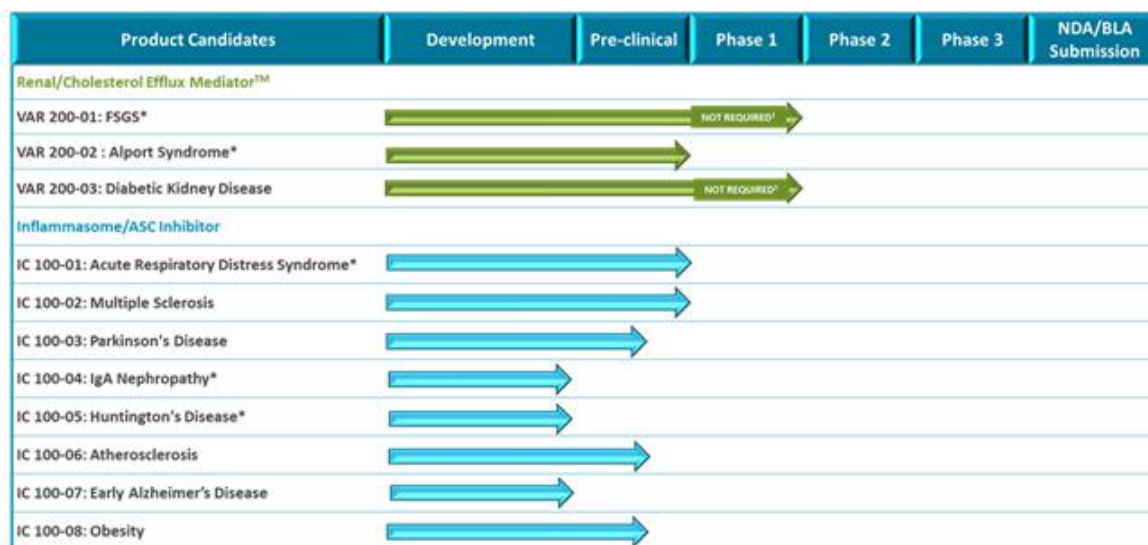 Product Candidates Development Pre-clinical Phase 1 Phase 2 Phase 3 NDA/BLA Submission
Renal/Cholesterol Efflux Mediator™
VAR 200-01: FSGS*
NOT REQUIRED¹
VAR 200-02 : Alport Syndrome*
VAR 200-03: Diabetic Kidney Disease
NOT REQUIRED
Inflammasome/ASC Inhibitor
IC 100-01: Acute Respiratory Distress Syndrome*
IC 100-02: Multiple Sclerosis
IC 100-03: Parkinson's Disease
IC 100-04: IgA Nephropathy*
IC 100-05: Huntington's Disease*
IC 100-06: Atherosclerosis
IC 100-07: Early Alzheimer's Disease
IC 100-08: Obesity